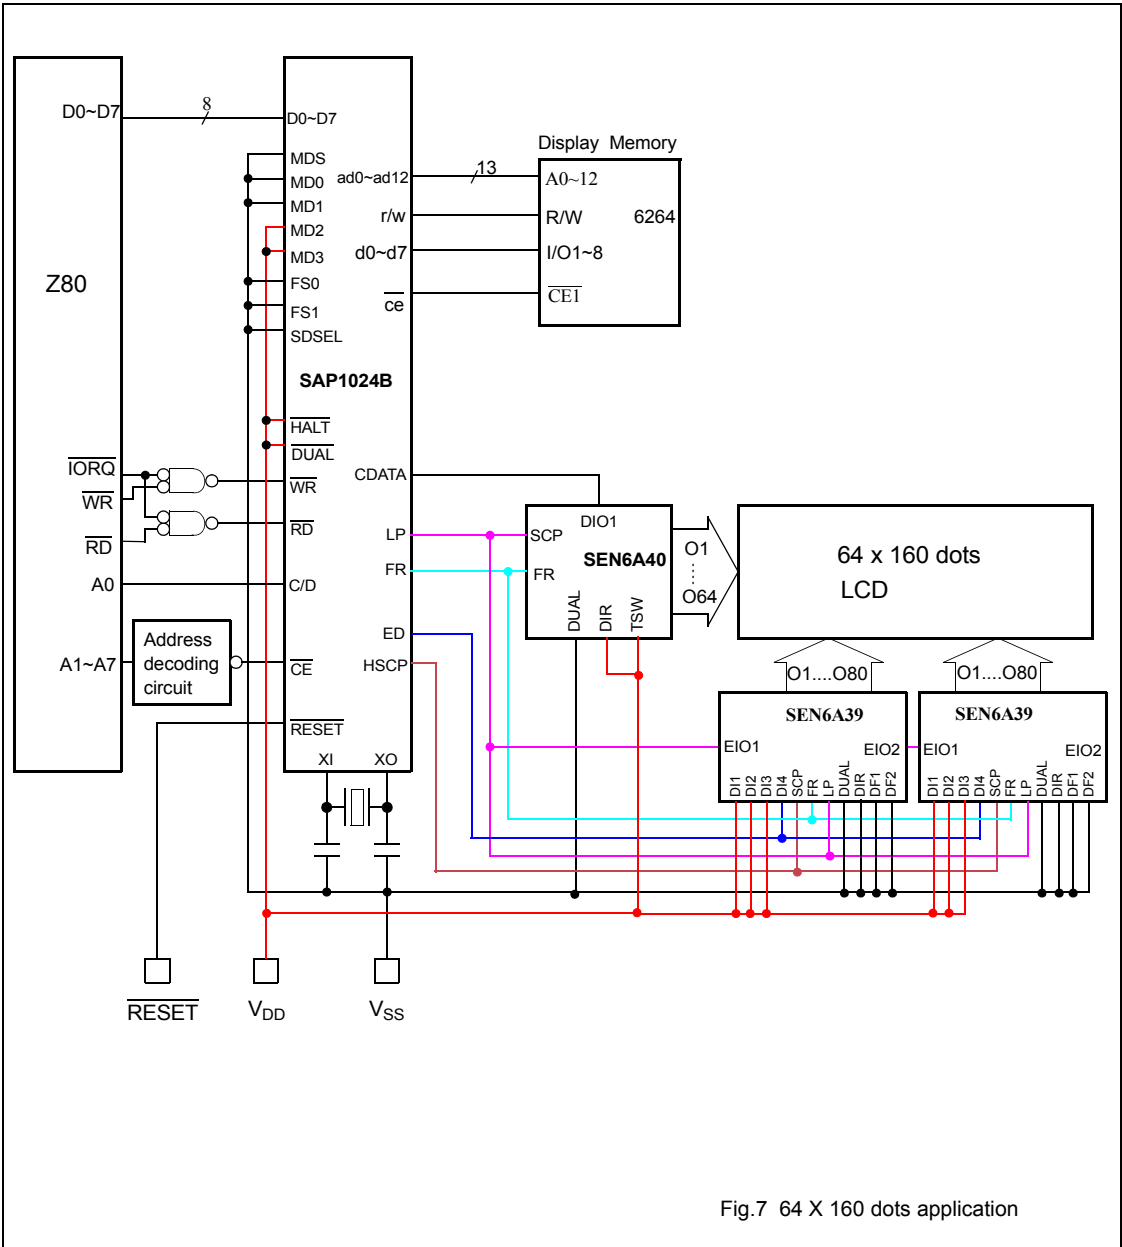 Z80
D0~D7
IORQ
WR
RD
A0
A1~A7
8
Address
decoding
circuit
D0~D7
MDS
MD0
MD1
MD2
MD3
FS0
FS1
SDSEL
SAP1024B
HALT
DUAL
WR
RD
C/D
CE
RESET
XI
XO
ad0~ad12
r/w
d0~d7
ce
CDATA
LP
FR
ED
HSCP
13
Display Memory
A0~12
R/W
6264
I/O1~8
CE1
DIO1
SCP
SEN6A40
FR
DUAL
DIR
TSW
O1
O64
64 x 160 dots
LCD
O1....O80
O1....O80
SEN6A39
EIO1
EIO2
DI1
DI2
DI3
DI4
SCP
FR
LP
DUAL
DIR
DF1
DF2
SEN6A39
EIO1
EIO2
DI1
DI2
DI3
DI4
SCP
FR
LP
DUAL
DIR
DF1
DF2
RESET
VDD
VSS
Fig.7 64 X 160 dots application